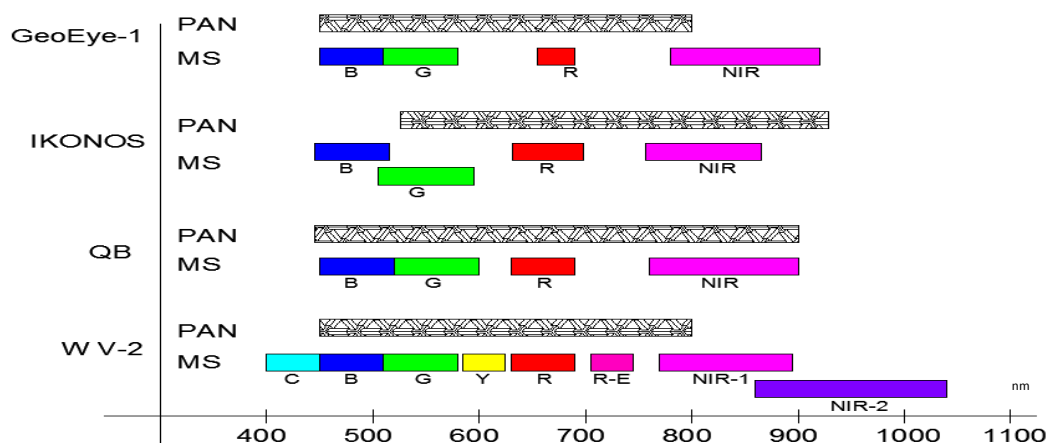 PAN
GeoEye-1
MS
B G R NIR
PAN
IKONOS
MS
B R NIR
G
PAN
QB
MS
B G R NIR
PAN
W V-2
MS
C B G Y R R-E NIR-1
nm
NIR-2
400 500 600 700 800 900 1000 1100